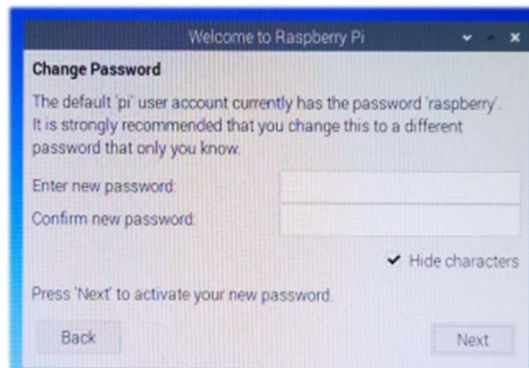 Welcome to Raspberry Pi
Change Password
The default 'pi' user account currently has the password 'raspberry'.
It is strongly recommended that you change this to a different
password that only you know.
Enter new password:
Confirm new password:
Hide characters
Press 'Next' to activate your new password.
Back
Next